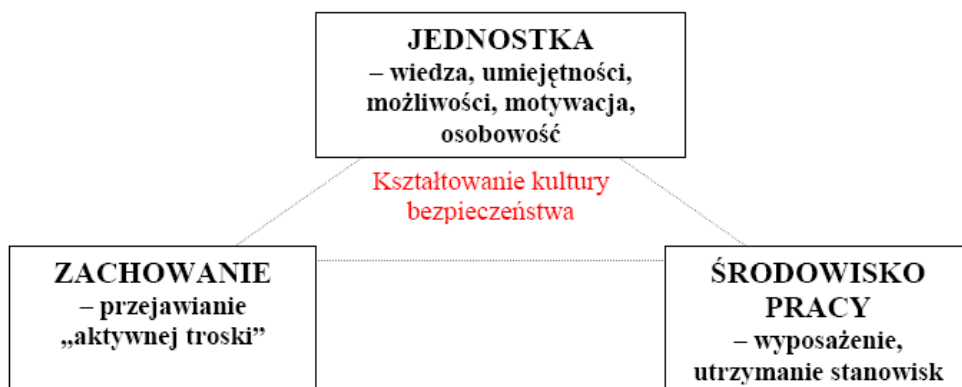 JEDNOSTKA
– wiedza, umiejętności,
możliwości, motywacja,
osobowość
Kształtowanie kultury
bezpieczeństwa
ZACHOWANIE
– przejawianie
„aktywnej troski”
ŚRODOWISKO
PRACY
– wyposażenie,
utrzymanie stanowisk